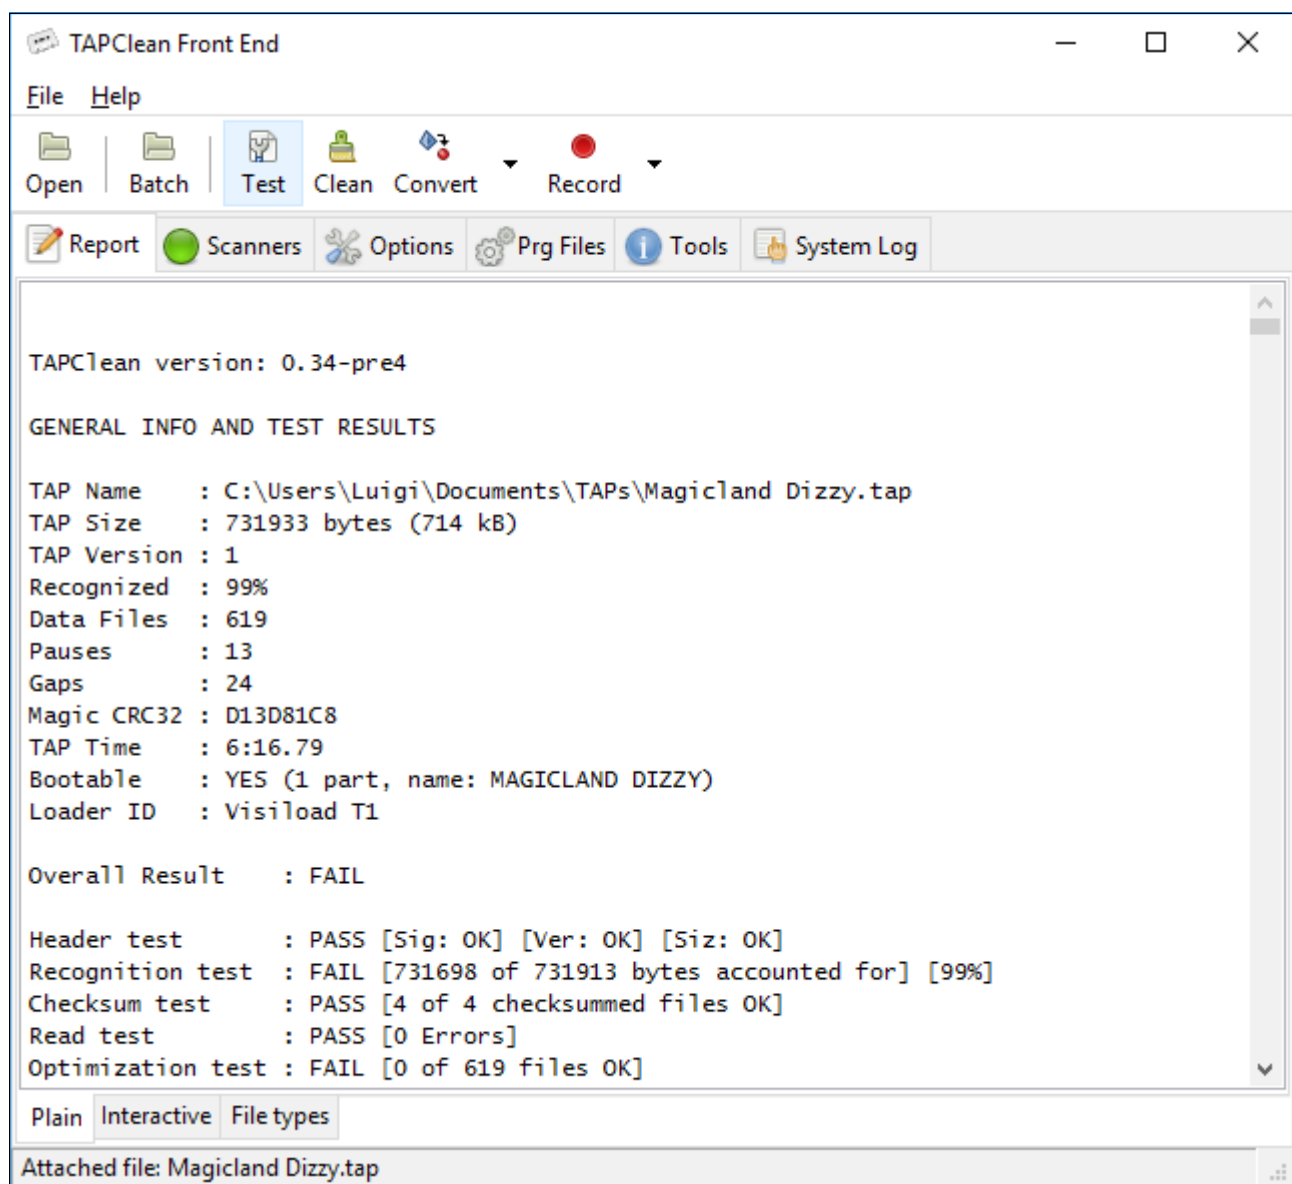 TAPClean Front End
File Help
Open Batch Test Clean Convert Record
Report Scanners Options Prg Files Tools System Log
TAPClean version: 0.34-pre4
GENERAL INFO AND TEST RESULTS
TAP Name : C:\Users\Luigi\Documents\TAPs\Magicland Dizzy.tap
TAP Size : 731933 bytes (714 kB)
TAP Version : 1
Recognized : 99%
Data Files : 619
Pauses : 13
Gaps : 24
Magic CRC32 : D13D81C8
TAP Time : 6:16.79
Bootable : YES (1 part, name: MAGICLAND DIZZY)
Loader ID : Visiload T1
Overall Result : FAIL
Header test : PASS [Sig: OK] [Ver: OK] [Siz: OK]
Recognition test : FAIL [731698 of 731913 bytes accounted for] [99%]
Checksum test : PASS [4 of 4 checksummed files OK]
Read test : PASS [0 Errors]
Optimization test : FAIL [0 of 619 files OK]
Plain Interactive File types
Attached file: Magicland Dizzy.tap